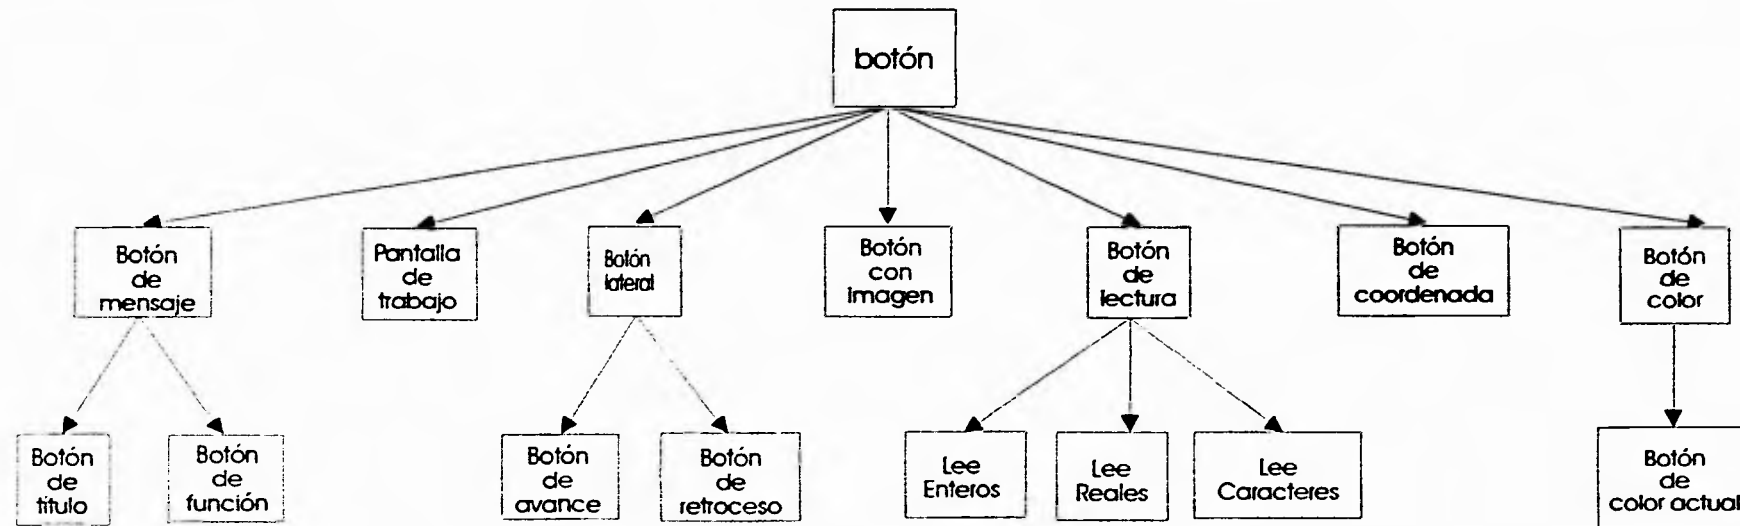 botón
Botón
de
mensaje
Pantalla
de
trabajo
Botón
lateral
Botón
con
imagen
Botón
de
lectura
Botón
de
coordenada
Botón
de
color
Botón
de
título
Botón
de
función
Botón
de
avance
Botón
de
retroceso
Lee
Enteros
Lee
Reales
Lee
Caracteres
Botón
de
color actual